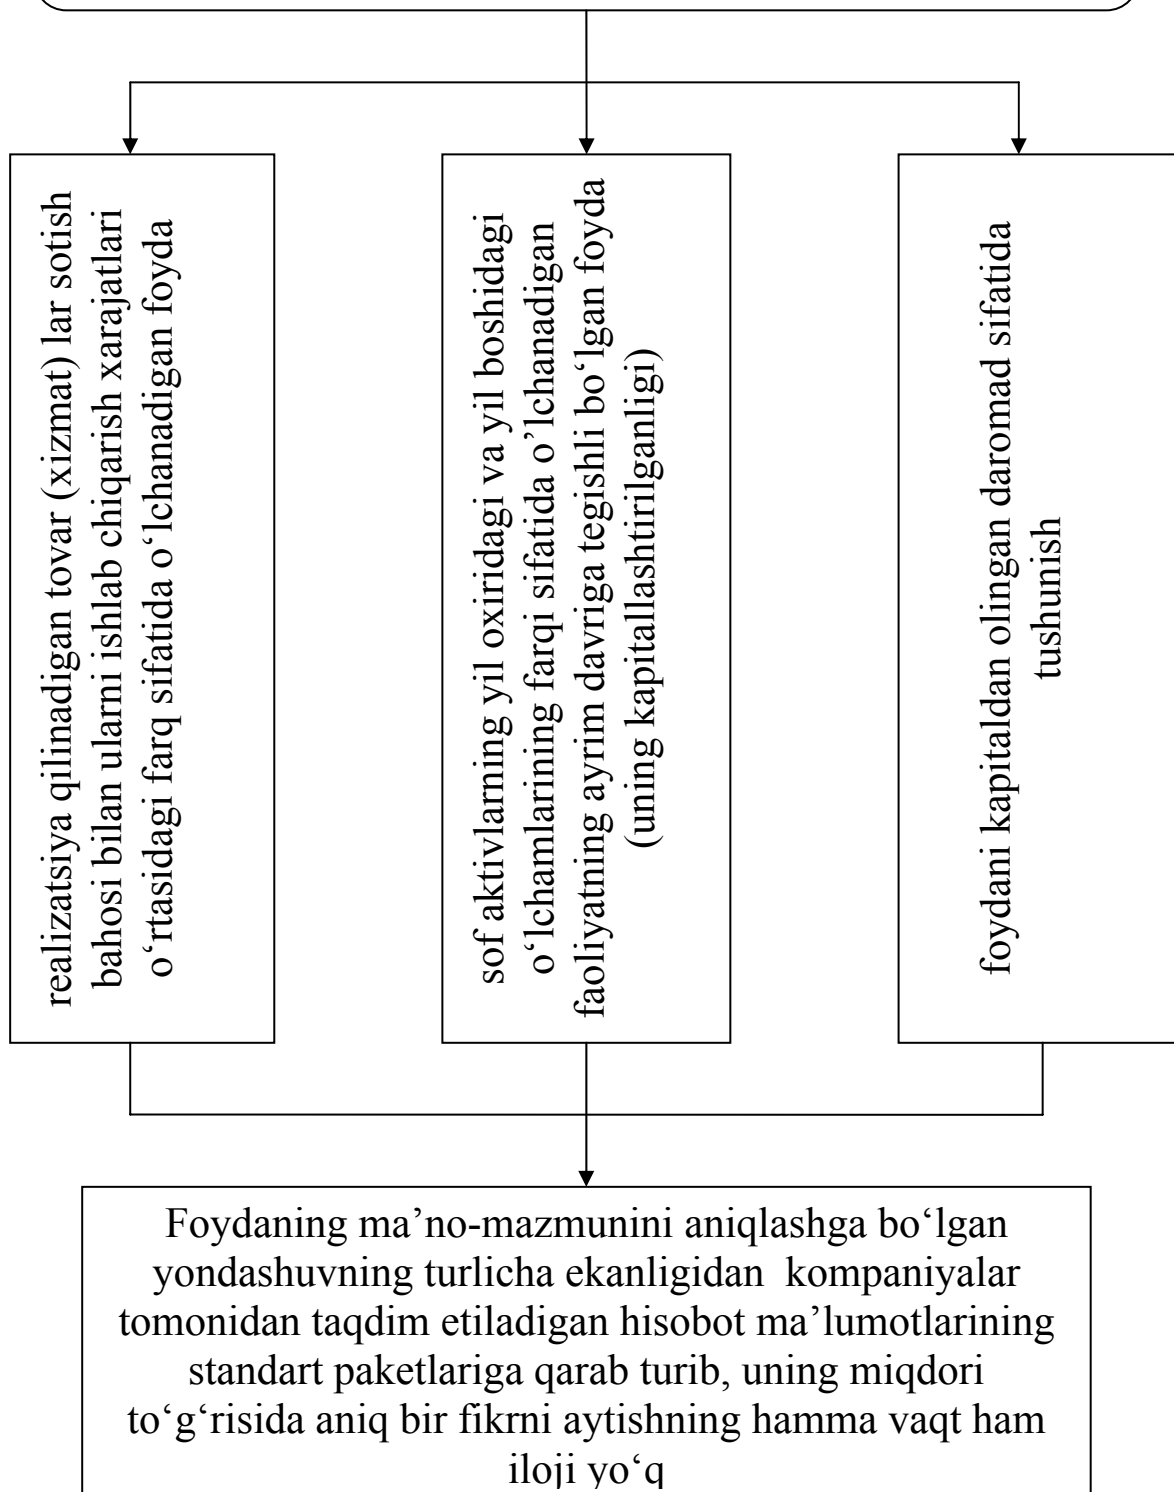 realizatsiya qilinadigan tovar (xizmat) lar sotish
bahosi bilan ularni ishlab chiqarish xarajatlari
o‘rtasidagi farq sifatida o‘lchanadigan foyda
sof aktivlarning yil oxiridagi va yil boshidagi
o‘lchamlarining farqi sifatida o’lchanadigan
faoliyatning ayrim davriga tegishli bo‘lgan foyda
(uning kapitallashtirilganligi)
foydani kapitaldan olingan daromad sifatida
tushunish
Foydaning ma’no-mazmunini aniqlashga bo‘lgan
yondashuvning turlicha ekanligidan kompaniyalar
tomonidan taqdim etiladigan hisobot ma’lumotlarining
standart paketlariga qarab turib, uning miqdori
to‘g‘risida aniq bir fikrni aytishning hamma vaqt ham
iloji yo‘q